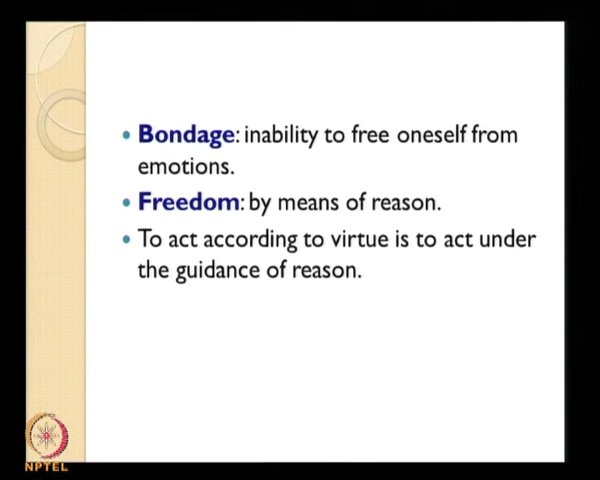 • Bondage: inability to free oneself from
emotions.
• Freedom: by means of reason.
• To act according to virtue is to act under
the guidance of reason.
NPTEL